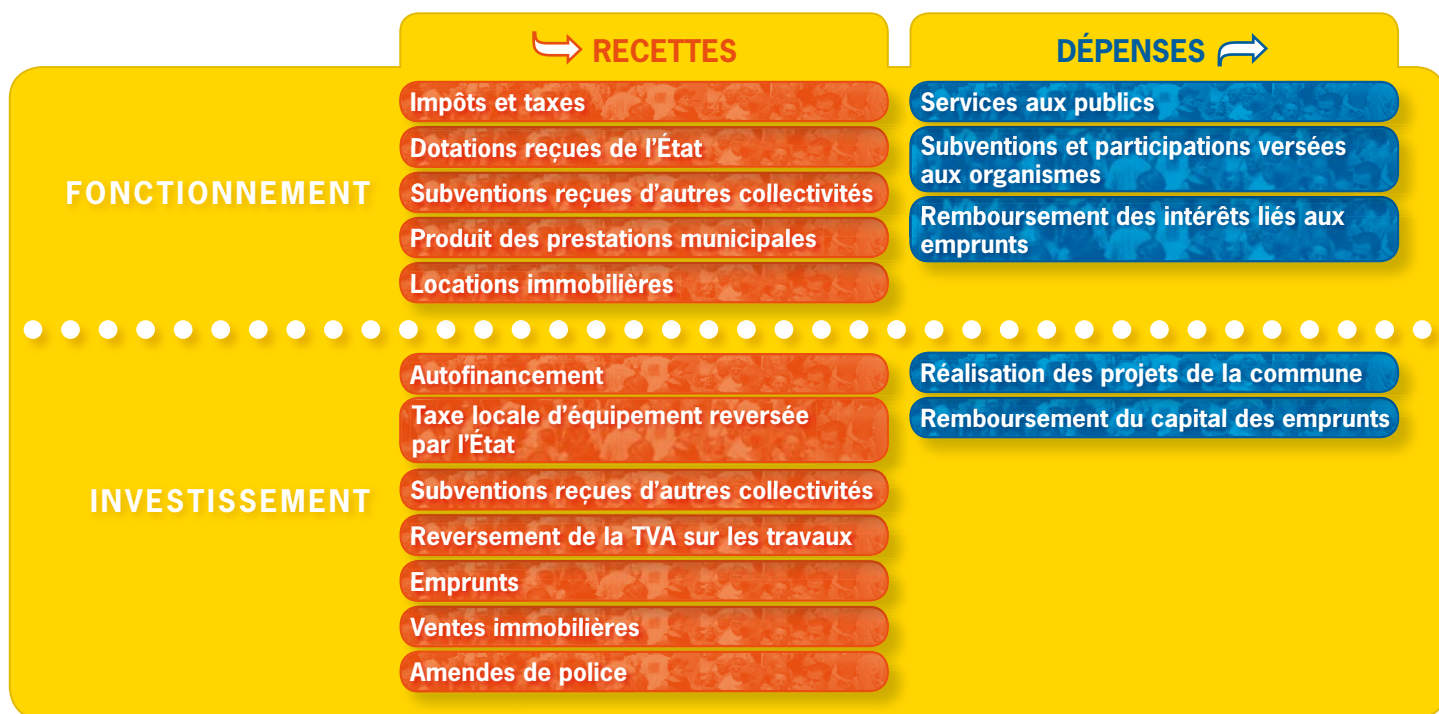 RECETTES
DÉPENSES
FONCTIONNEMENT
Impôts et taxes
Dotations reçues de l'État
Subventions reçues d'autres collectivités
Produit des prestations municipales
Locations immobilières
Services aux publics
Subventions et participations versées
aux organismes
Remboursement des intérêts liés aux
emprunts
INVESTISSEMENT
Autofinancement
Taxe locale d'équipement reversée
par l'État
Subventions reçues d'autres collectivités
Reversement de la TVA sur les travaux
Emprunts
Ventes immobilières
Amendes de police
Réalisation des projets de la commune
Remboursement du capital des emprunts